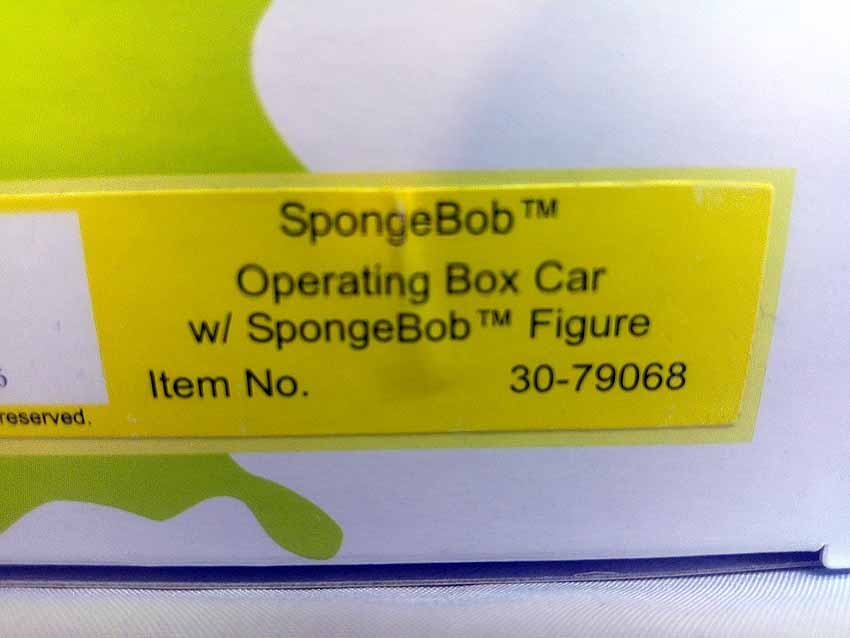 SpongeBob™
Operating Box Car
w/ SpongeBob™ Figure
Item No. 30-79068
reserved.